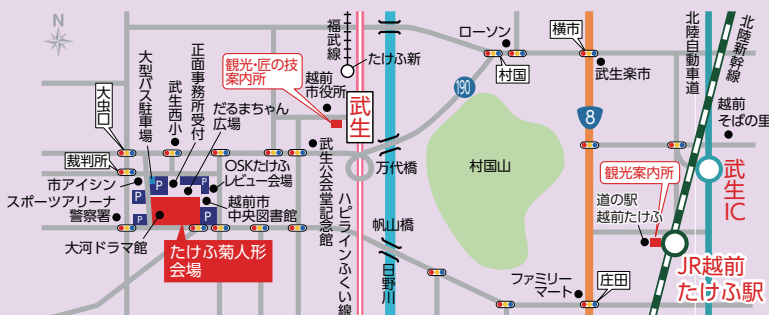 N
福武線
たけふ新
ローソン
横市
北陸自動車道
北陸新幹線
村国
武生楽市
大型バス駐車場
正面事務所受付
武生西小
観光・匠の技
案内所
越前
市役所
武生
190
8
越前
そばの里
大虫口
だるまちゃん
広場
裁判所
OSKたけふ
レビュー会場
武生公会堂記念館
万代橋
村国山
観光案内所
武生
IC
市アイシン
スポーツアリーナ
警察署
P
P
P
P
P
越前市
中央図書館
ハピラインふくい線
帆山橋
日野川
道の駅
越前たけふ
大河ドラマ館
たけふ菊人形
会場
ファミリー
マート
庄田
JR越前
たけふ駅